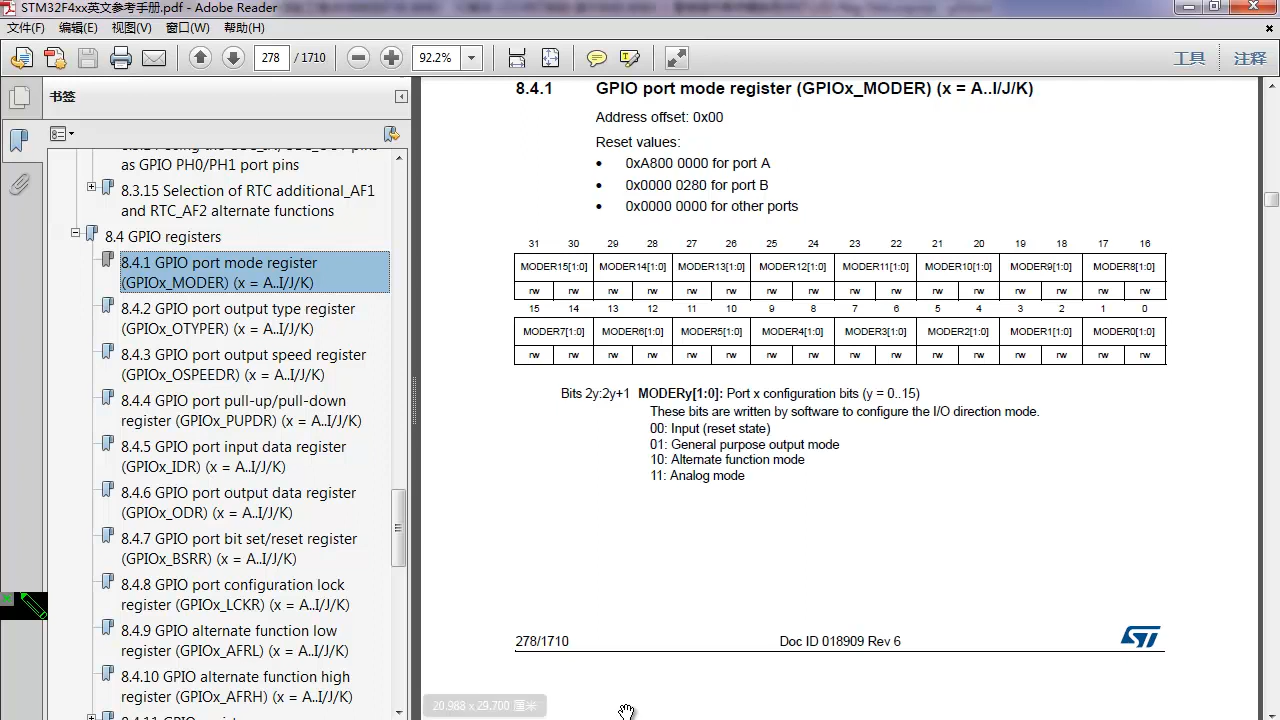 STM32F4xx英文参考手册.pdf - Adobe Reader
文件(F) 编辑(E) 视图(V) 窗口(W) 帮助(H)
278 / 1710 92.2% 工具 注释
书签
as GPIO PH0/PH1 port pins
8.3.15 Selection of RTC additional_AF1
and RTC_AF2 alternate functions
8.4 GPIO registers
8.4.1 GPIO port mode register
(GPIOx_MODER) (x = A..I/J/K)
8.4.2 GPIO port output type register
(GPIOx_OTYPER) (x = A..I/J/K)
8.4.3 GPIO port output speed register
(GPIOx_OSPEEDR) (x = A..I/J/K)
8.4.4 GPIO port pull-up/pull-down
register (GPIOx_PUPDR) (x = A..I/J/K)
8.4.5 GPIO port input data register
(GPIOx_IDR) (x = A..I/J/K)
8.4.6 GPIO port output data register
(GPIOx_ODR) (x = A..I/J/K)
8.4.7 GPIO port bit set/reset register
(GPIOx_BSRR) (x = A..I/J/K)
8.4.8 GPIO port configuration lock
register (GPIOx_LCKR) (x = A..I/J/K)
8.4.9 GPIO alternate function low
register (GPIOx_AFRL) (x = A..I/J/K)
8.4.10 GPIO alternate function high
register (GPIOx_AFRH) (x = A..I/J/K)
8.4.1 GPIO port mode register (GPIOx_MODER) (x = A..I/J/K)
Address offset: 0x00
Reset values:
• 0xA800 0000 for port A
• 0x0000 0280 for port B
• 0x0000 0000 for other ports
31 30 29 28 27 26 25 24 23 22 21 20 19 18 17 16
MODER15[1:0] MODER14[1:0] MODER13[1:0] MODER12[1:0] MODER11[1:0] MODER10[1:0] MODER9[1:0] MODER8[1:0]
rw rw rw rw rw rw rw rw rw rw rw rw rw rw rw rw
15 14 13 12 11 10 9 8 7 6 5 4 3 2 1 0
MODER7[1:0] MODER6[1:0] MODER5[1:0] MODER4[1:0] MODER3[1:0] MODER2[1:0] MODER1[1:0] MODER0[1:0]
rw rw rw rw rw rw rw rw rw rw rw rw rw rw rw rw
Bits 2y:2y+1 MODERy[1:0]: Port x configuration bits (y = 0..15)
These bits are written by software to configure the I/O direction mode.
00: Input (reset state)
01: General purpose output mode
10: Alternate function mode
11: Analog mode
278/1710 Doc ID 018909 Rev 6 ST
20.988 x 29.700 厘米